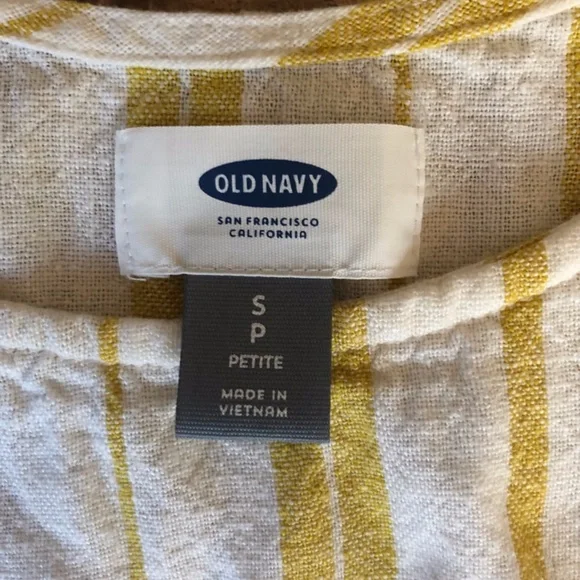 OLD NAVY
SAN FRANCISCO
CALIFORNIA
S
P
PETITE
MADE IN
VIETNAM